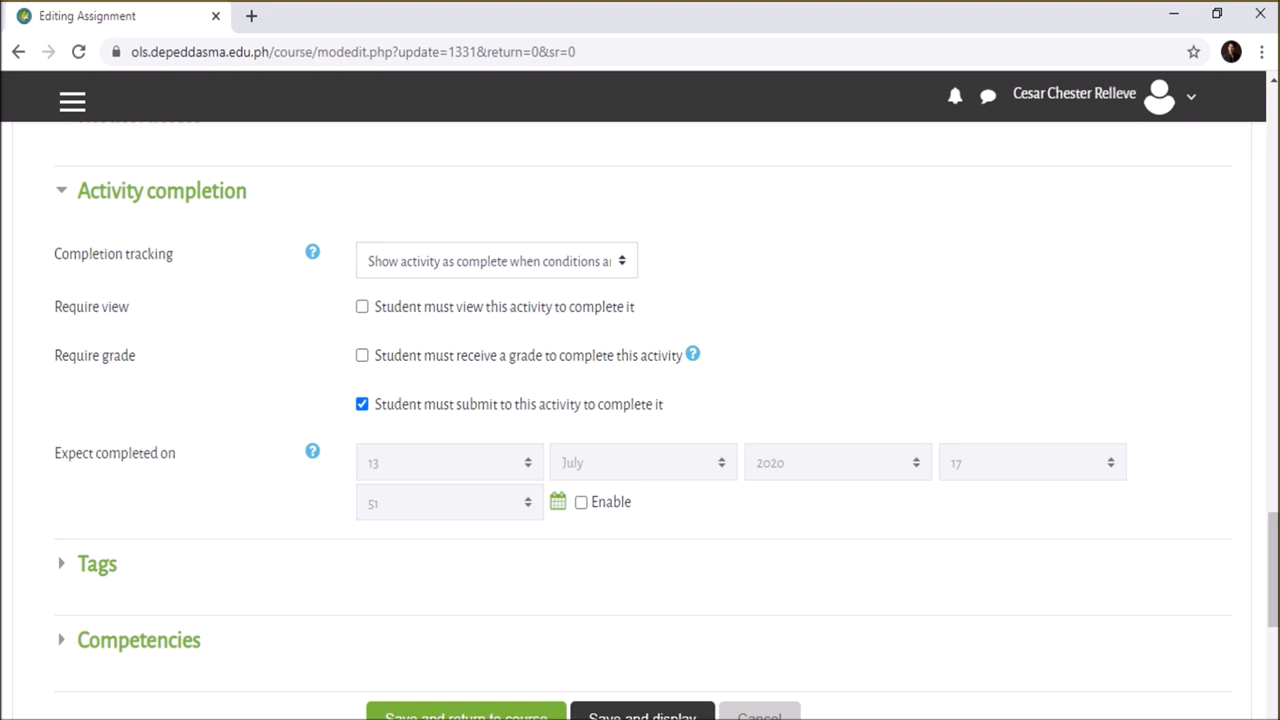 Editing Assignment
ols.depeddasma.edu.ph/course/modedit.php?update=1331&return=0&sr=0
Cesar Chester Relleve
Activity completion
Completion tracking
Show activity as complete when conditions ar
Require view
Student must view this activity to complete it
Require grade
Student must receive a grade to complete this activity
Student must submit to this activity to complete it
Expect completed on
13 July 2020 17
51 Enable
Tags
Competencies
Save and return to course Save and display Cancel